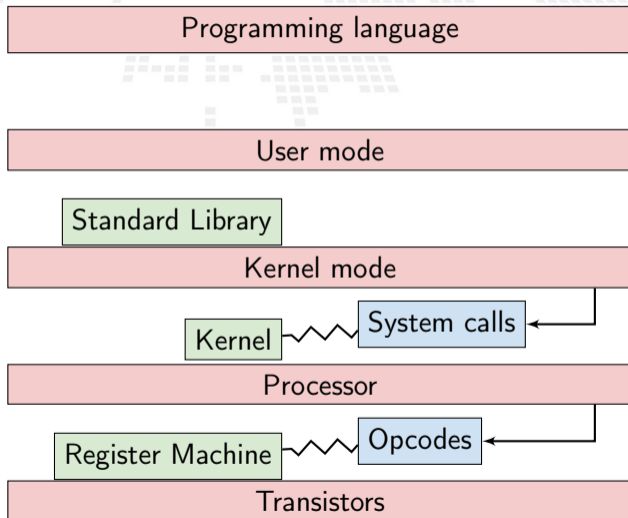 Programming language
User mode
Standard Library
Kernel mode
System calls
Kernel
Processor
Opcodes
Register Machine
Transistors